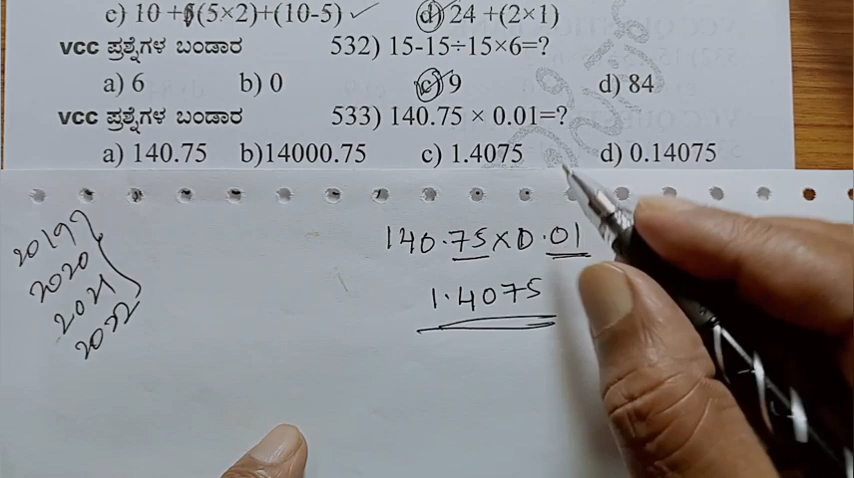 c) 10 +6(5×2)+(10-5) ✓ d) 24 +(2×1)
vcc ಪ್ರಶ್ನೆಗಳ ಬಂಡಾರ 532) 15-15÷15×6=?
a) 6 b) 0 c) 9 d) 84
vcc ಪ್ರಶ್ನೆಗಳ ಬಂಡಾರ 533) 140.75 × 0.01=?
a) 140.75 b)14000.75 c) 1.4075 d) 0.14075
140.75×0.01
1.4075
2019
2020
2021
2022